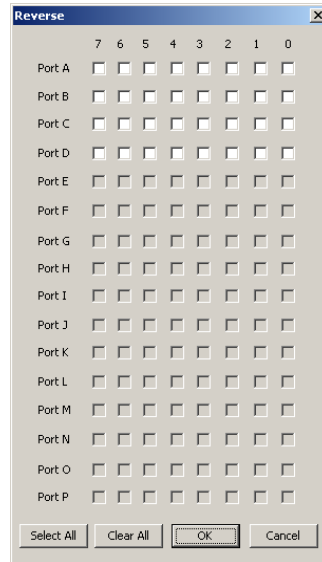 Reverse
7 6 5 4 3 2 1 0
Port A
Port B
Port C
Port D
Port E
Port F
Port G
Port H
Port I
Port J
Port K
Port L
Port M
Port N
Port O
Port P
Select All Clear All OK Cancel